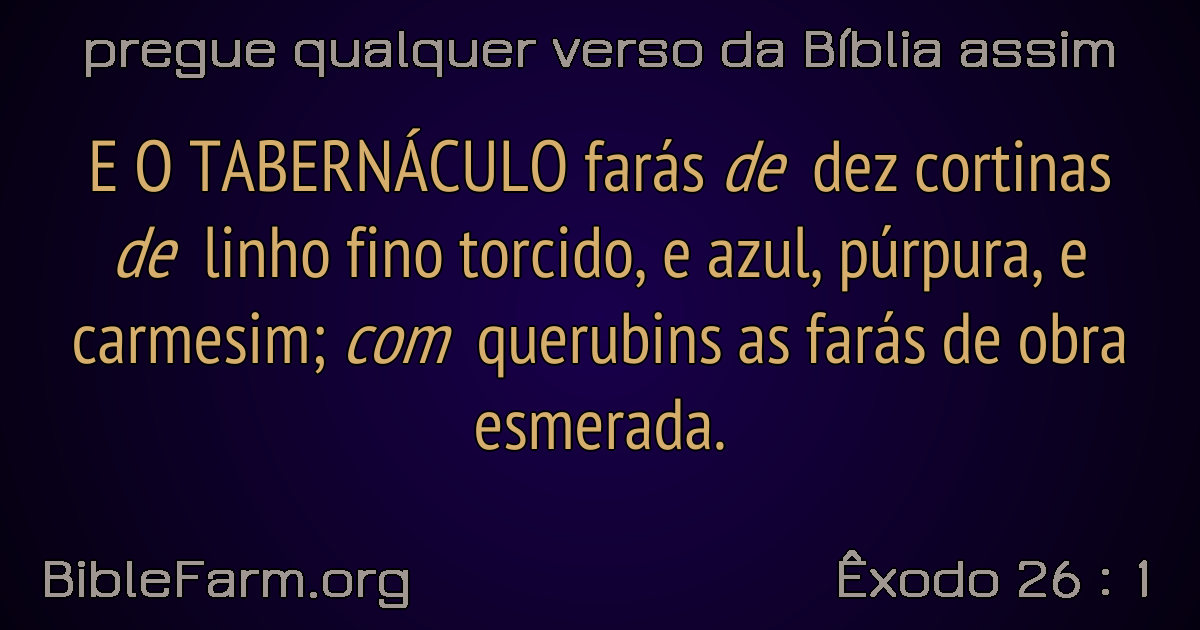 pregue qualquer verso da Bíblia assim
E O TABERNÁCULO farás de dez cortinas
de linho fino torcido, e azul, púrpura, e
carmesim; com querubins as farás de obra
esmerada.
BibleFarm.org
Êxodo 26 : 1